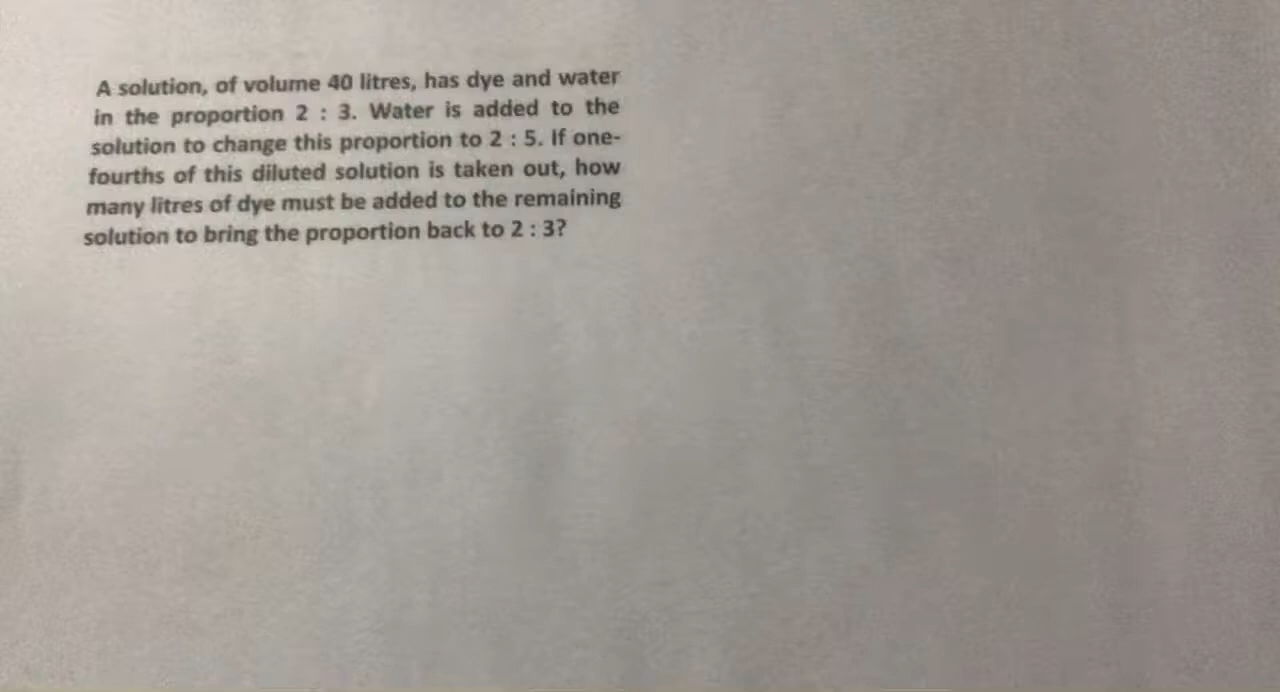 A solution, of volume 40 litres, has dye and water
in the proportion 2 : 3. Water is added to the
solution to change this proportion to 2 : 5. If one-
fourths of this diluted solution is taken out, how
many litres of dye must be added to the remaining
solution to bring the proportion back to 2 : 3?